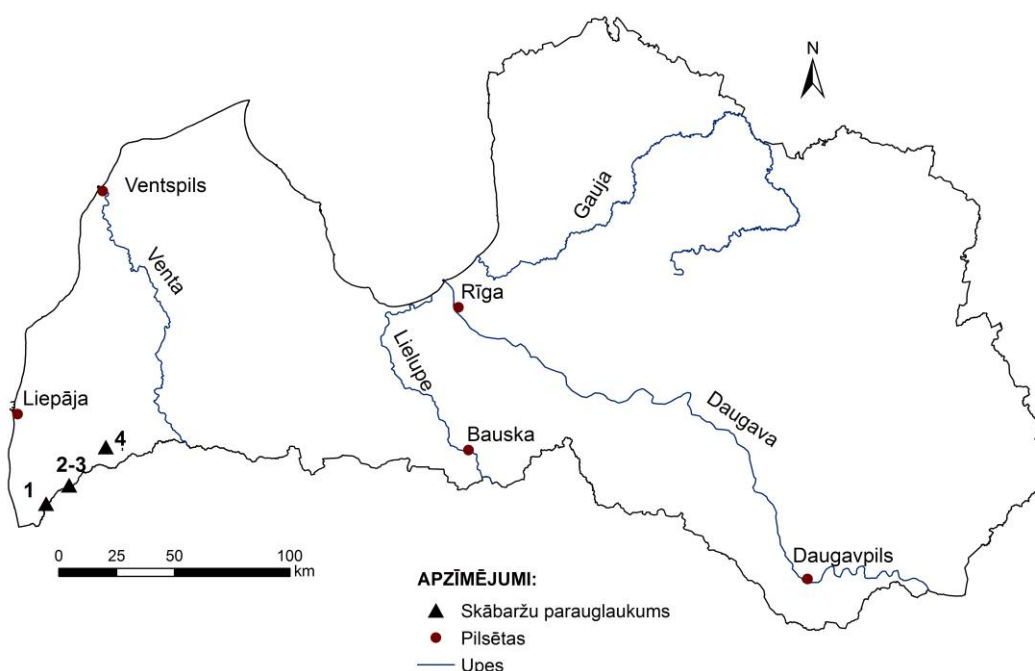 N
Ventspils
Venta
Gauja
Rīga
Lielupe
Liepāja
Daugava
Bauska
4
2-3
1
0 25 50 100
km
Daugavpils
APZĪMĒJUMI:
Skābaržu parauglaukums
Pilsētas
Upes